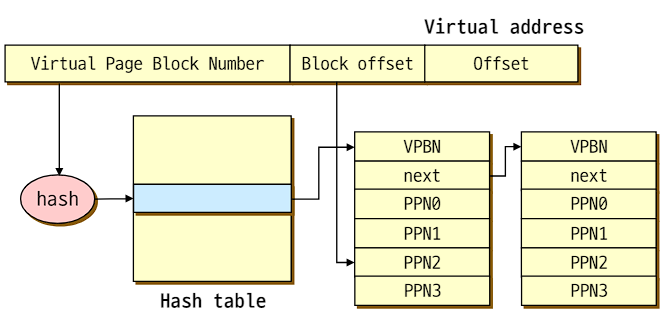 Virtual address
Virtual Page Block Number Block offset Offset
hash
Hash table
VPBN
next
PPN0
PPN1
PPN2
PPN3
VPBN
next
PPN0
PPN1
PPN2
PPN3